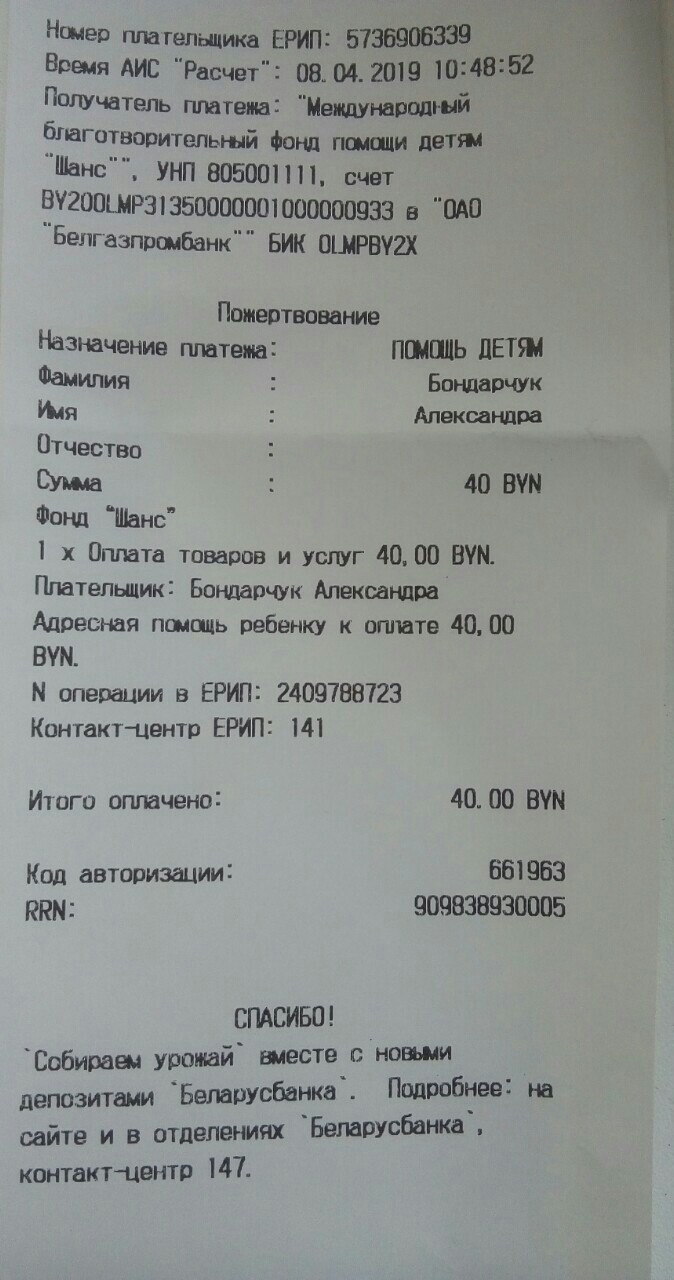 Номер плательщика ЕРИП: 5736906339
Время АИС "Расчет": 08.04.2019 10:48:52
Получатель платежа: "Международный
благотворительный фонд помощи детям
"Шанс"", УНП 805001111, счет
BY20OLMP31350000001000000933 в "ОАО
"Белгазпромбанк"" БИК OLMPBY2X
Пожертвование
Назначение платежа: ПОМОЩЬ ДЕТЯМ
Фамилия : Бондарчук
Имя : Александра
Отчество :
Сумма : 40 BYN
Фонд "Шанс"
1 x Оплата товаров и услуг 40,00 BYN.
Плательщик: Бондарчук Александра
Адресная помощь ребенку к оплате 40,00
BYN.
N операции в ЕРИП: 2409788723
Контакт-центр ЕРИП: 141
Итого оплачено: 40.00 BYN
Код авторизации: 661963
RRN: 909838930005
СПАСИБО!
`Собираем урожай` вместе с новыми
депозитами `Беларусбанка`. Подробнее: на
сайте и в отделениях `Беларусбанка`,
контакт-центр 147.